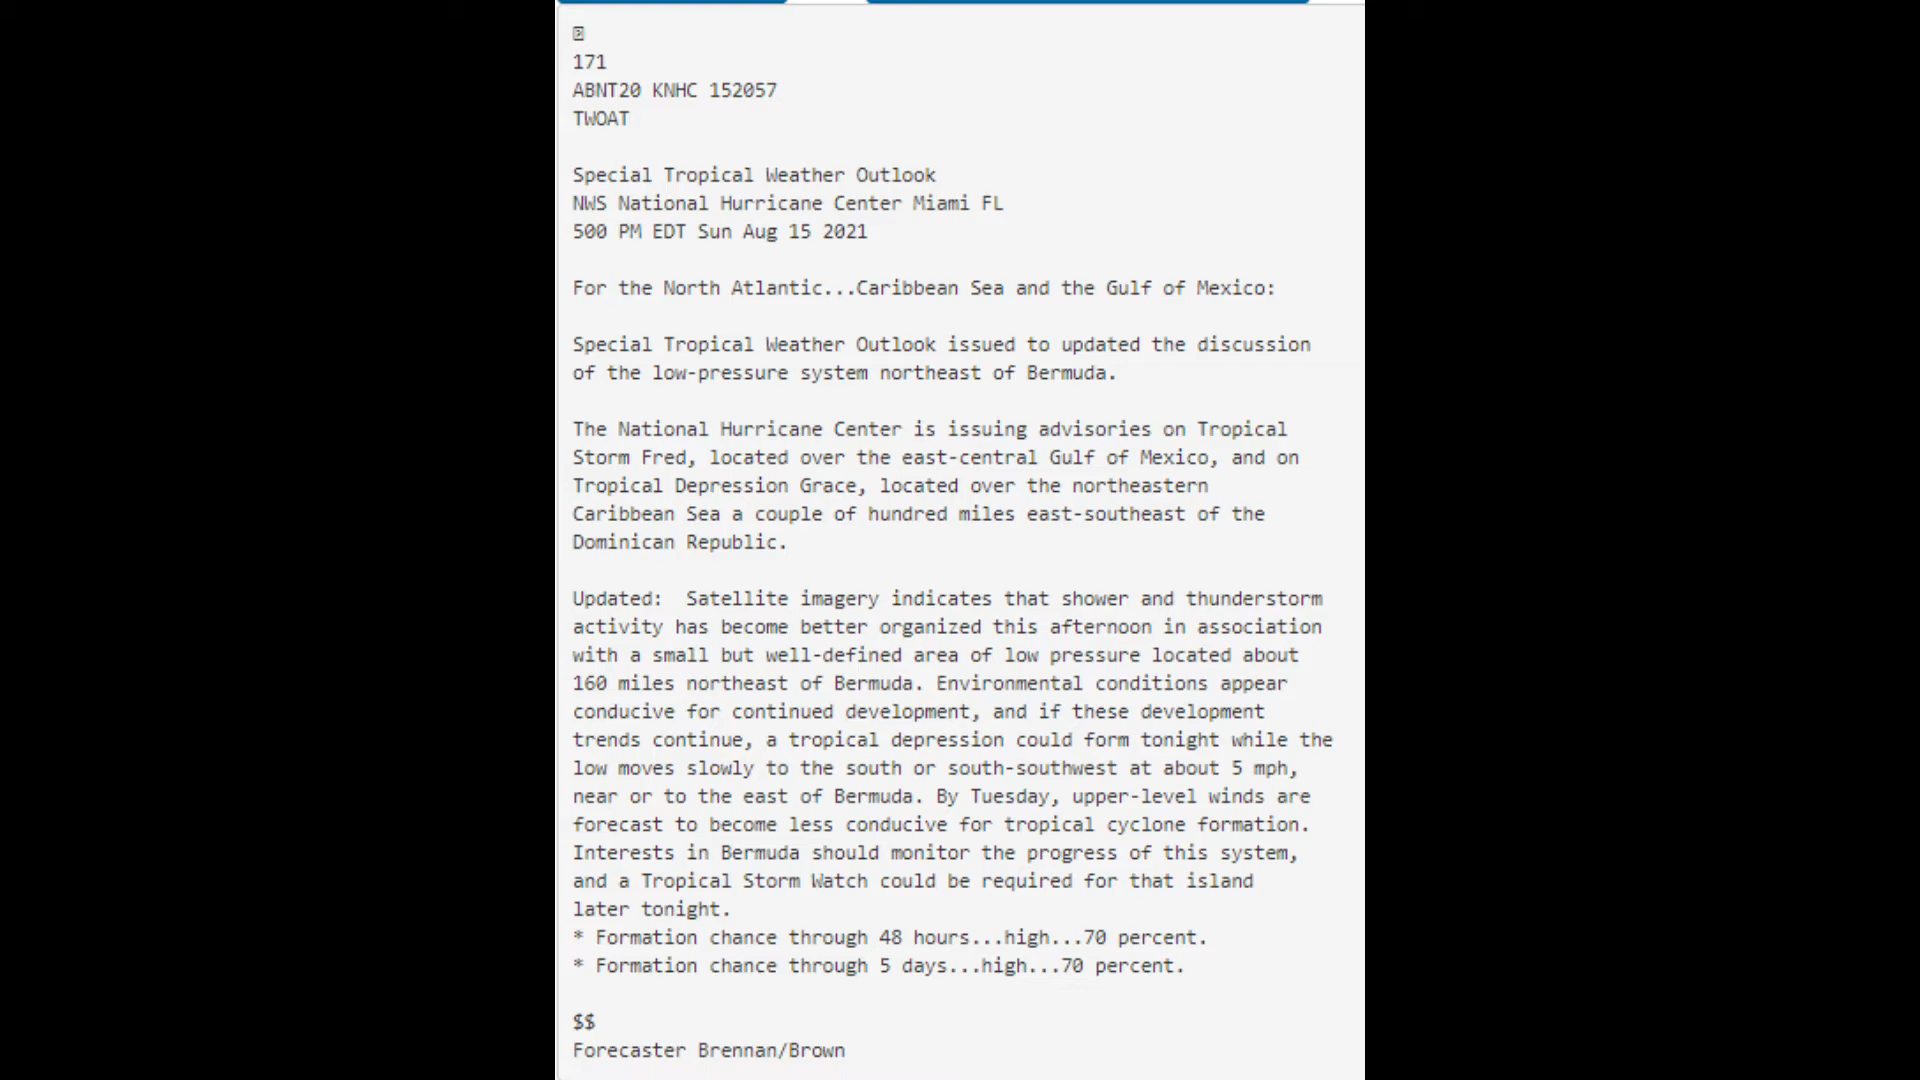 171
ABNT20 KNHC 152057
TWOAT
Special Tropical Weather Outlook
NWS National Hurricane Center Miami FL
500 PM EDT Sun Aug 15 2021
For the North Atlantic...Caribbean Sea and the Gulf of Mexico:
Special Tropical Weather Outlook issued to updated the discussion
of the low-pressure system northeast of Bermuda.
The National Hurricane Center is issuing advisories on Tropical
Storm Fred, located over the east-central Gulf of Mexico, and on
Tropical Depression Grace, located over the northeastern
Caribbean Sea a couple of hundred miles east-southeast of the
Dominican Republic.
Updated:  Satellite imagery indicates that shower and thunderstorm
activity has become better organized this afternoon in association
with a small but well-defined area of low pressure located about
160 miles northeast of Bermuda. Environmental conditions appear
conducive for continued development, and if these development
trends continue, a tropical depression could form tonight while the
low moves slowly to the south or south-southwest at about 5 mph,
near or to the east of Bermuda. By Tuesday, upper-level winds are
forecast to become less conducive for tropical cyclone formation.
Interests in Bermuda should monitor the progress of this system,
and a Tropical Storm Watch could be required for that island
later tonight.
* Formation chance through 48 hours...high...70 percent.
* Formation chance through 5 days...high...70 percent.
$$
Forecaster Brennan/Brown